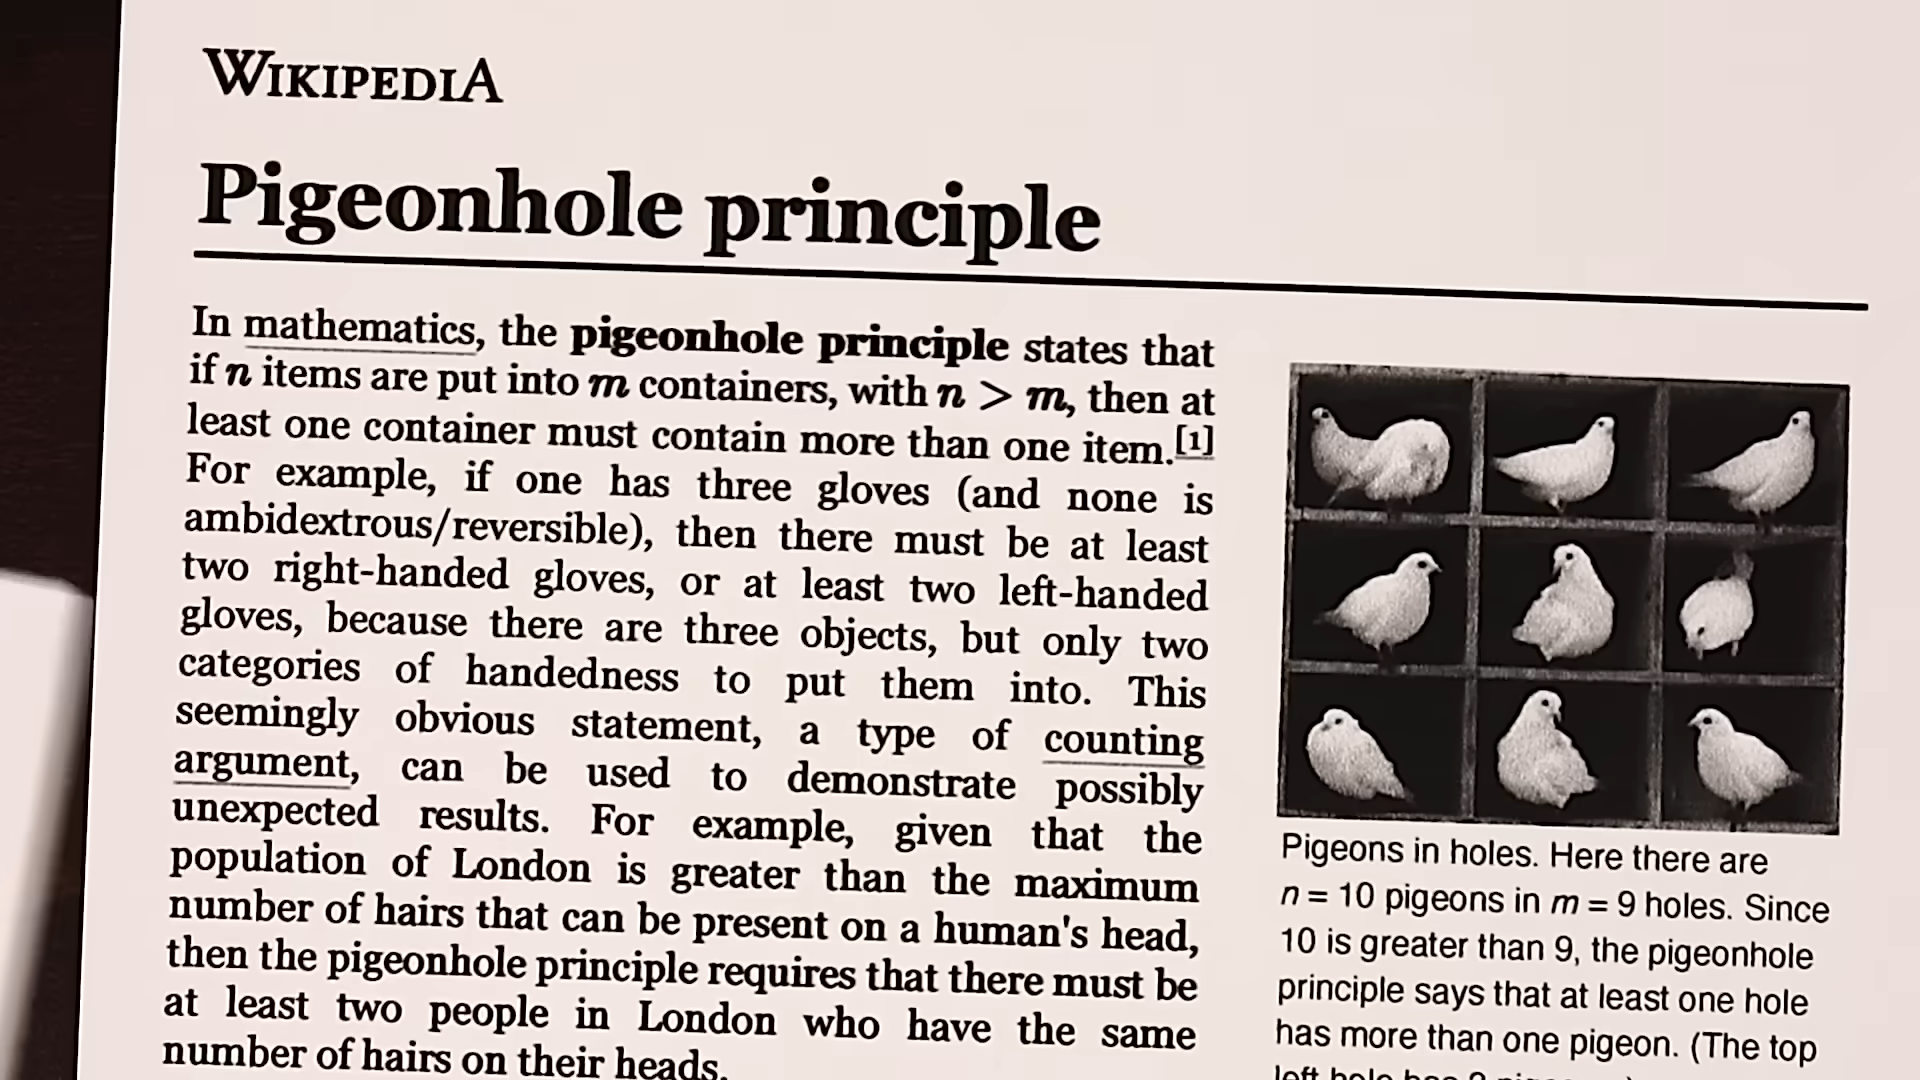 WIKIPEDIA
Pigeonhole principle
In mathematics, the pigeonhole principle states that
if n items are put into m containers, with n > m, then at
least one container must contain more than one item.[1]
For example, if one has three gloves (and none is
ambidextrous/reversible), then there must be at least
two right-handed gloves, or at least two left-handed
gloves, because there are three objects, but only two
categories of handedness to put them into. This
seemingly obvious statement, a type of counting
argument, can be used to demonstrate possibly
unexpected results. For example, given that the
population of London is greater than the maximum
number of hairs that can be present on a human's head,
then the pigeonhole principle requires that there must be
at least two people in London who have the same
number of hairs on their heads.
Pigeons in holes. Here there are
n = 10 pigeons in m = 9 holes. Since
10 is greater than 9, the pigeonhole
principle says that at least one hole
has more than one pigeon. (The top
left hole has 2